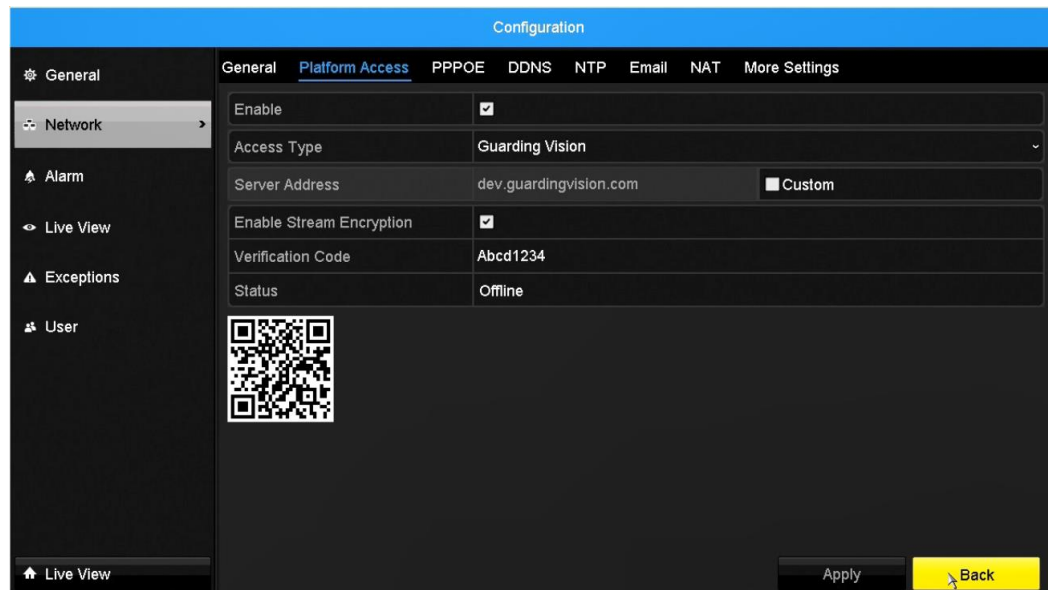 Configuration
General
Network
Alarm
Live View
Exceptions
User
Live View
General Platform Access PPPOE DDNS NTP Email NAT More Settings
Enable
Access Type Guarding Vision
Server Address dev.guardingvision.com Custom
Enable Stream Encryption
Verification Code Abcd1234
Status Offline
Apply Back